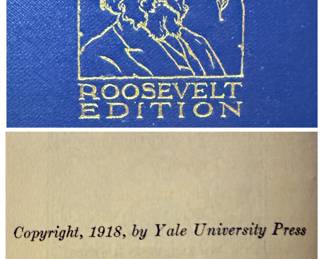 ROOSEVELT
EDITION
Copyright, 1918, by Yale University Press